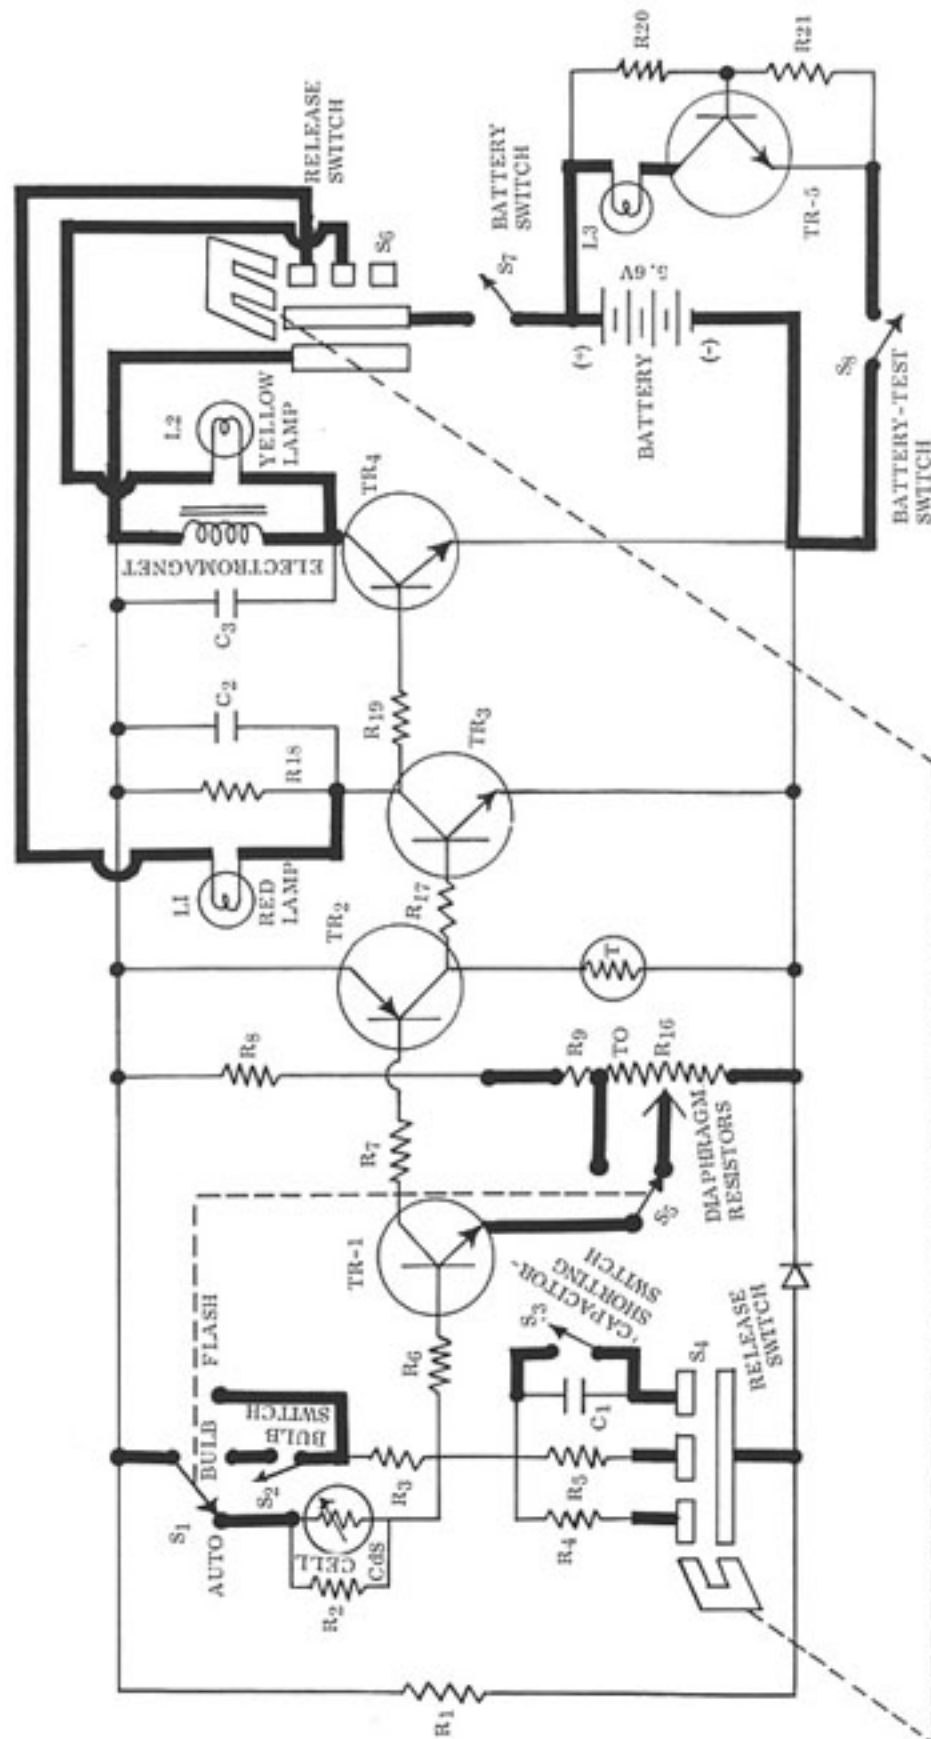 R20
R21
RELEASE
SWITCH
S6
BATTERY
SWITCH
S7
L3
TR-5
5.6V
(+)
(-)
BATTERY
S8
BATTERY-TEST
SWITCH
L2
YELLOW
LAMP
TR4
ELECTROMAGNET
C3
C2
R19
TR3
R18
L1
RED
LAMP
R17
TR2
T
R8
R9
TO
R16
DIAPHRAGM
RESISTORS
R7
TR-1
CAPACITOR-
SHORTING
SWITCH
R6
C1
S4
RELEASE
SWITCH
FLASH
BULB
BULB
SWITCH
S2
S1
AUTO
R3
R5
R4
CELL
CdS
R2
R1